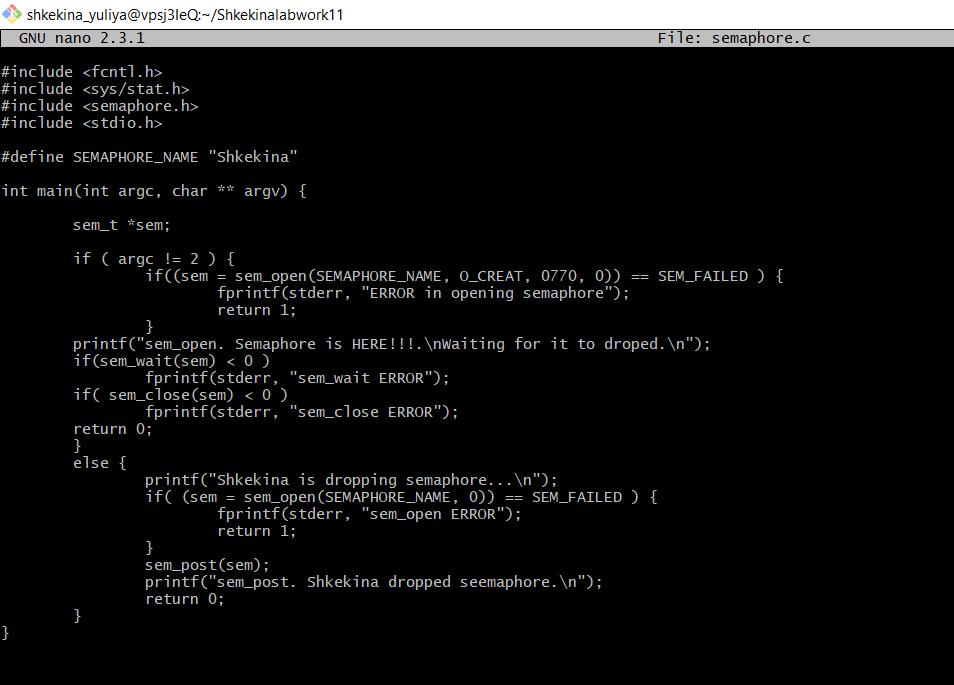 shkekina_yuliya@vpsj3IeQ:~/Shkekinalabwork11
GNU nano 2.3.1 File: semaphore.c
#include <fcntl.h>
#include <sys/stat.h>
#include <semaphore.h>
#include <stdio.h>
#define SEMAPHORE_NAME "Shkekina"
int main(int argc, char ** argv) {
sem_t *sem;
if ( argc != 2 ) {
if((sem = sem_open(SEMAPHORE_NAME, O_CREAT, 0770, 0)) == SEM_FAILED ) {
fprintf(stderr, "ERROR in opening semaphore");
return 1;
}
printf("sem_open. Semaphore is HERE!!!.\nWaiting for it to droped.\n");
if(sem_wait(sem) < 0 )
fprintf(stderr, "sem_wait ERROR");
if( sem_close(sem) < 0 )
fprintf(stderr, "sem_close ERROR");
return 0;
}
else {
printf("Shkekina is dropping semaphore...\n");
if( (sem = sem_open(SEMAPHORE_NAME, 0)) == SEM_FAILED ) {
fprintf(stderr, "sem_open ERROR");
return 1;
}
sem_post(sem);
printf("sem_post. Shkekina dropped seemaphore.\n");
return 0;
}
}